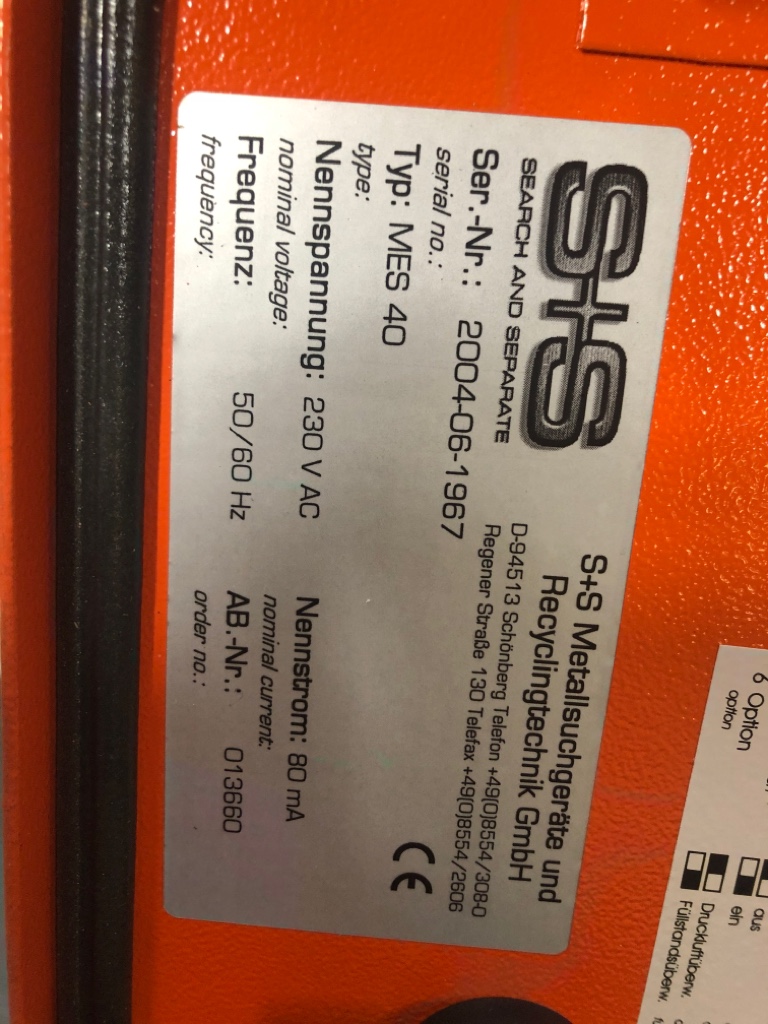 S+S
SEARCH AND SEPARATE
S+S Metallsuchgeräte und
Recyclingtechnik GmbH
D-94513 Schönberg Telefon +49(0)8554/308-0
Regener Straße 130 Telefax +49(0)8554/2606
Ser.-Nr.: 2004-06-1967
serial no.:
Typ: MES 40
type:
CE
Nennspannung: 230 V AC Nennstrom: 80 mA
nominal voltage: nominal current:
Frequenz: 50/60 Hz AB.-Nr.: 013660
frequency: order no.:
6 Option
option
aus
ein
Druckluftüberw.
Füllstandsüberw.